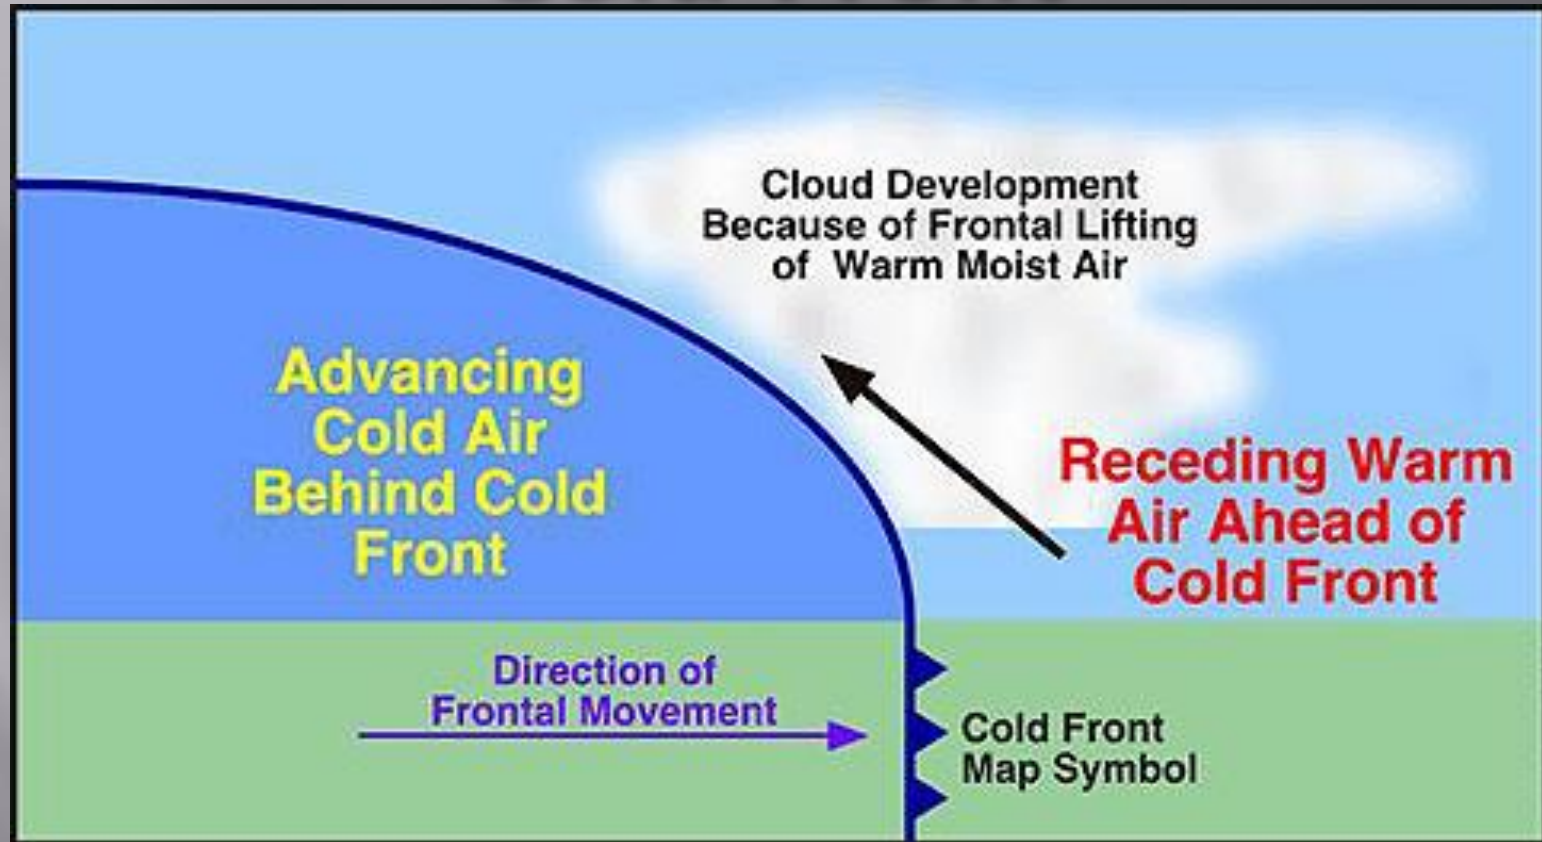 Cloud Development
Because of Frontal Lifting
of Warm Moist Air
Advancing
Cold Air
Behind Cold
Front
Receding Warm
Air Ahead of
Cold Front
Direction of
Frontal Movement
Cold Front
Map Symbol